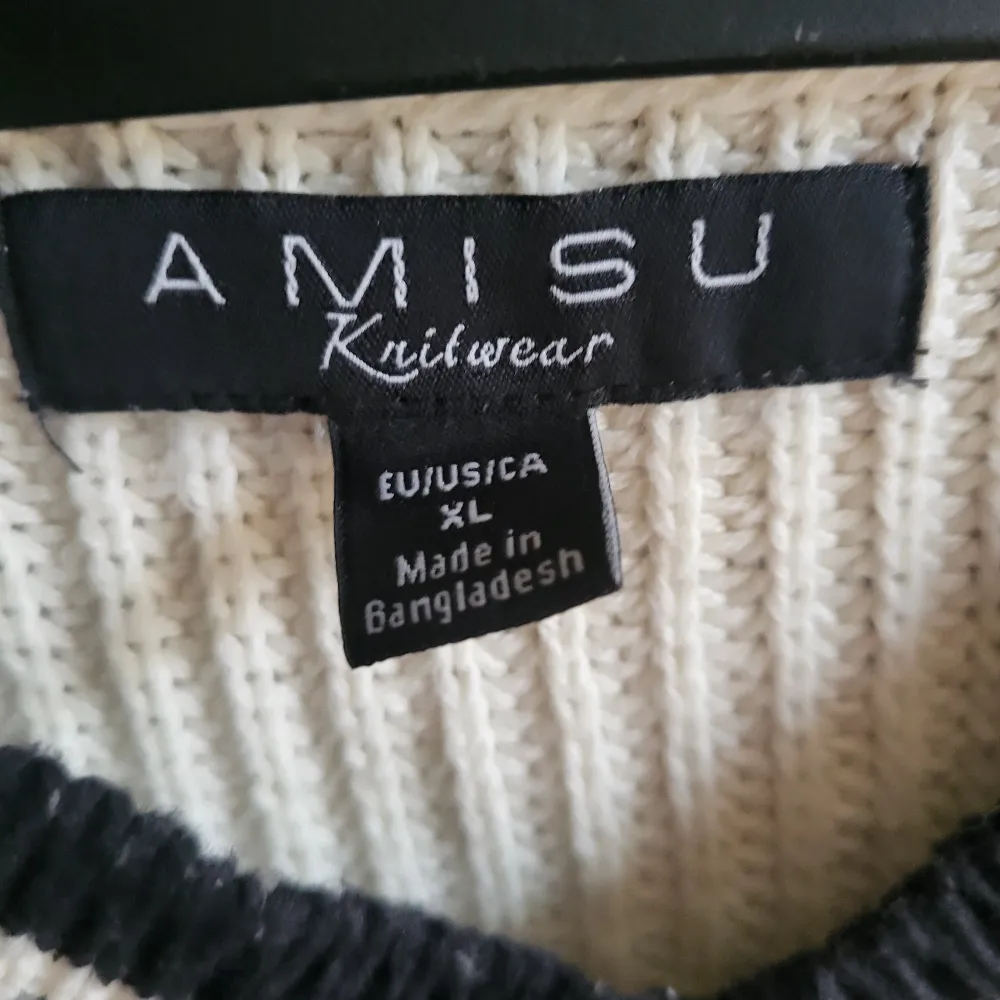 AMISU
Knitwear
EU/US/CA
XL
Made in
Bangladesh